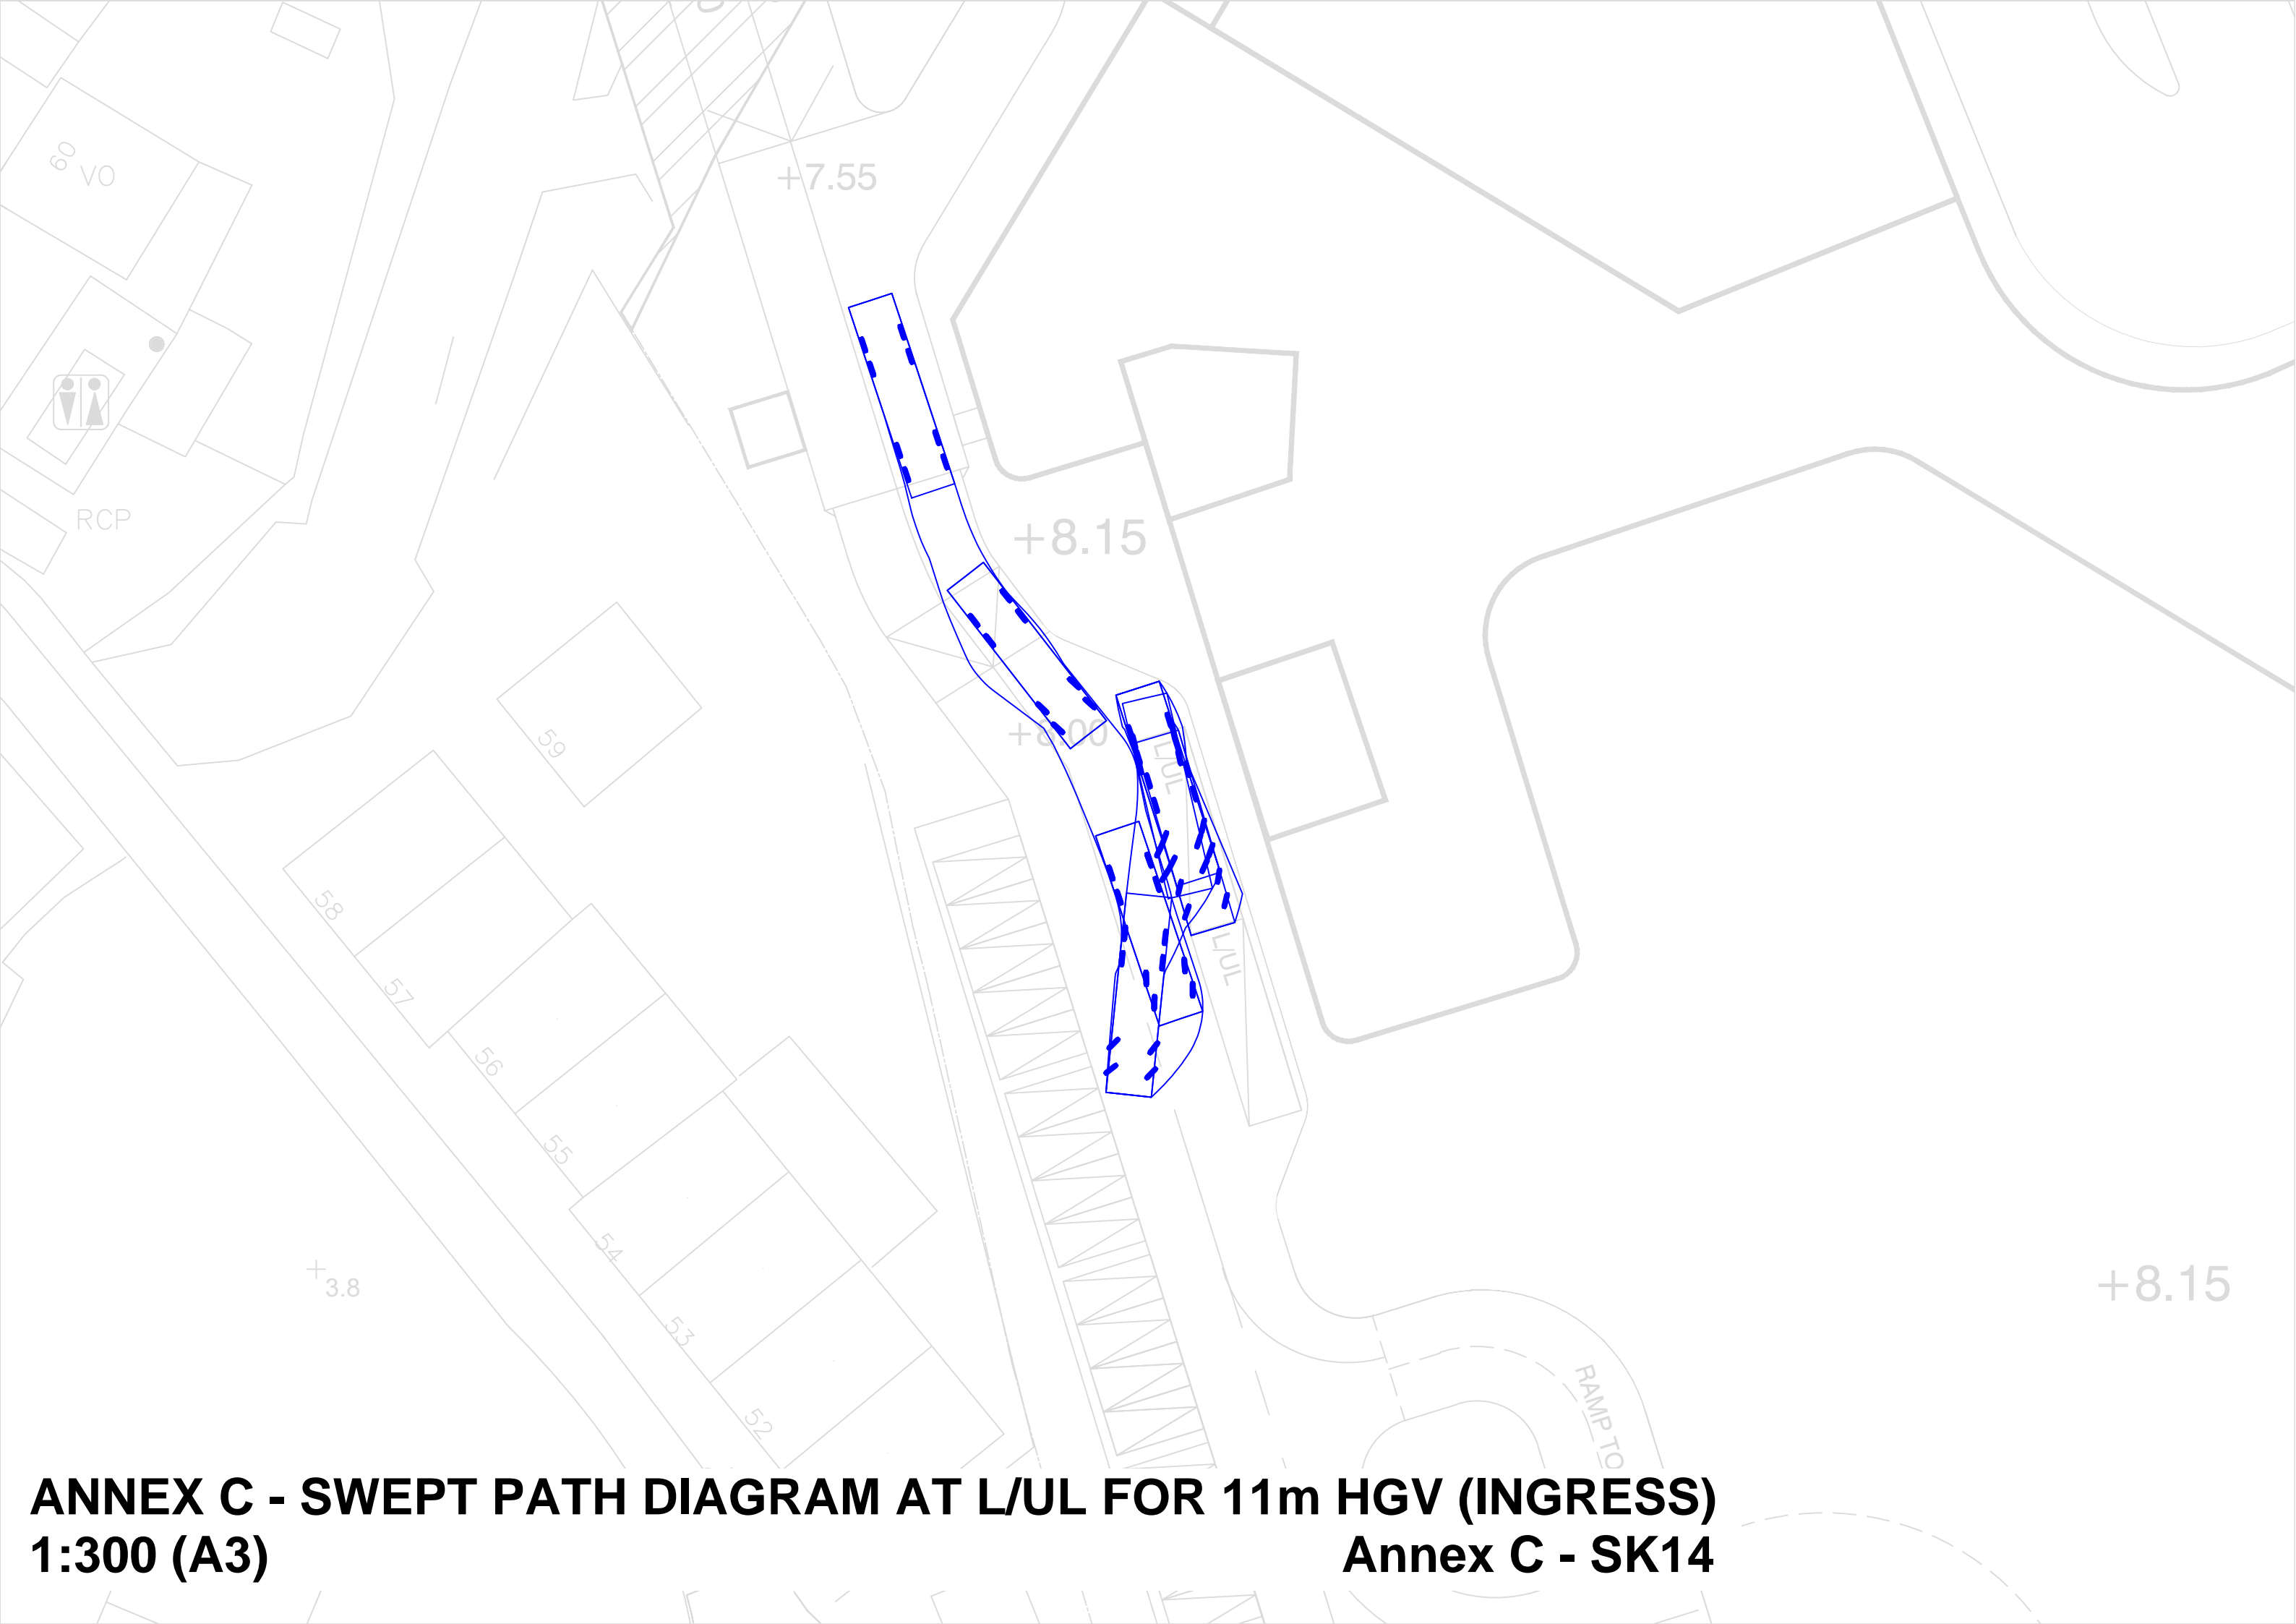 60
VO
+7.55
RCP
+8.15
+8.00
L/UL
59
58
L/UL
57
56
55
54
+3.8
53
+8.15
52
RAMP TO
ANNEX C - SWEPT PATH DIAGRAM AT L/UL FOR 11m HGV (INGRESS)
1:300 (A3)
Annex C - SK14